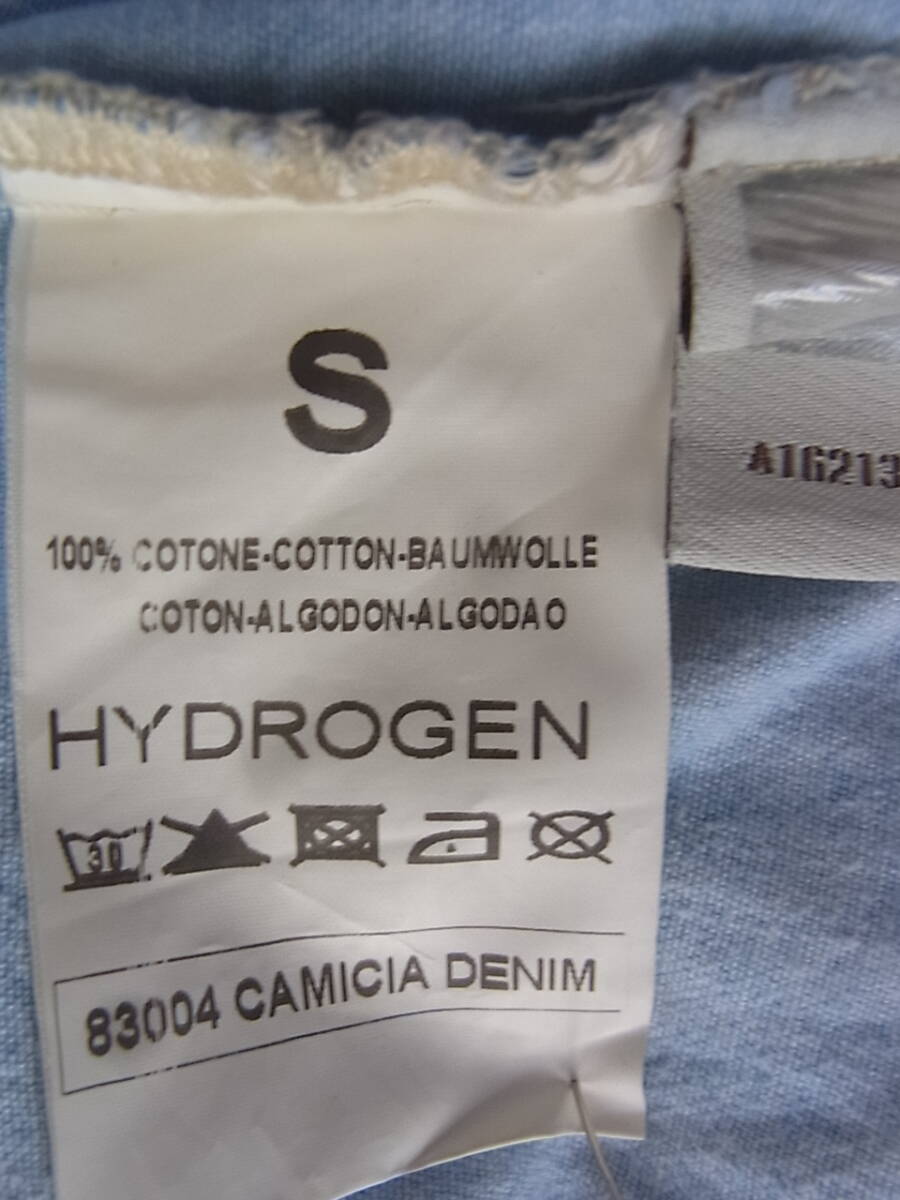 S
100% COTONE-COTTON-BAUMWOLLE
COTON-ALGODON-ALGODAO
HYDROGEN
30
83004 CAMICIA DENIM
A16213